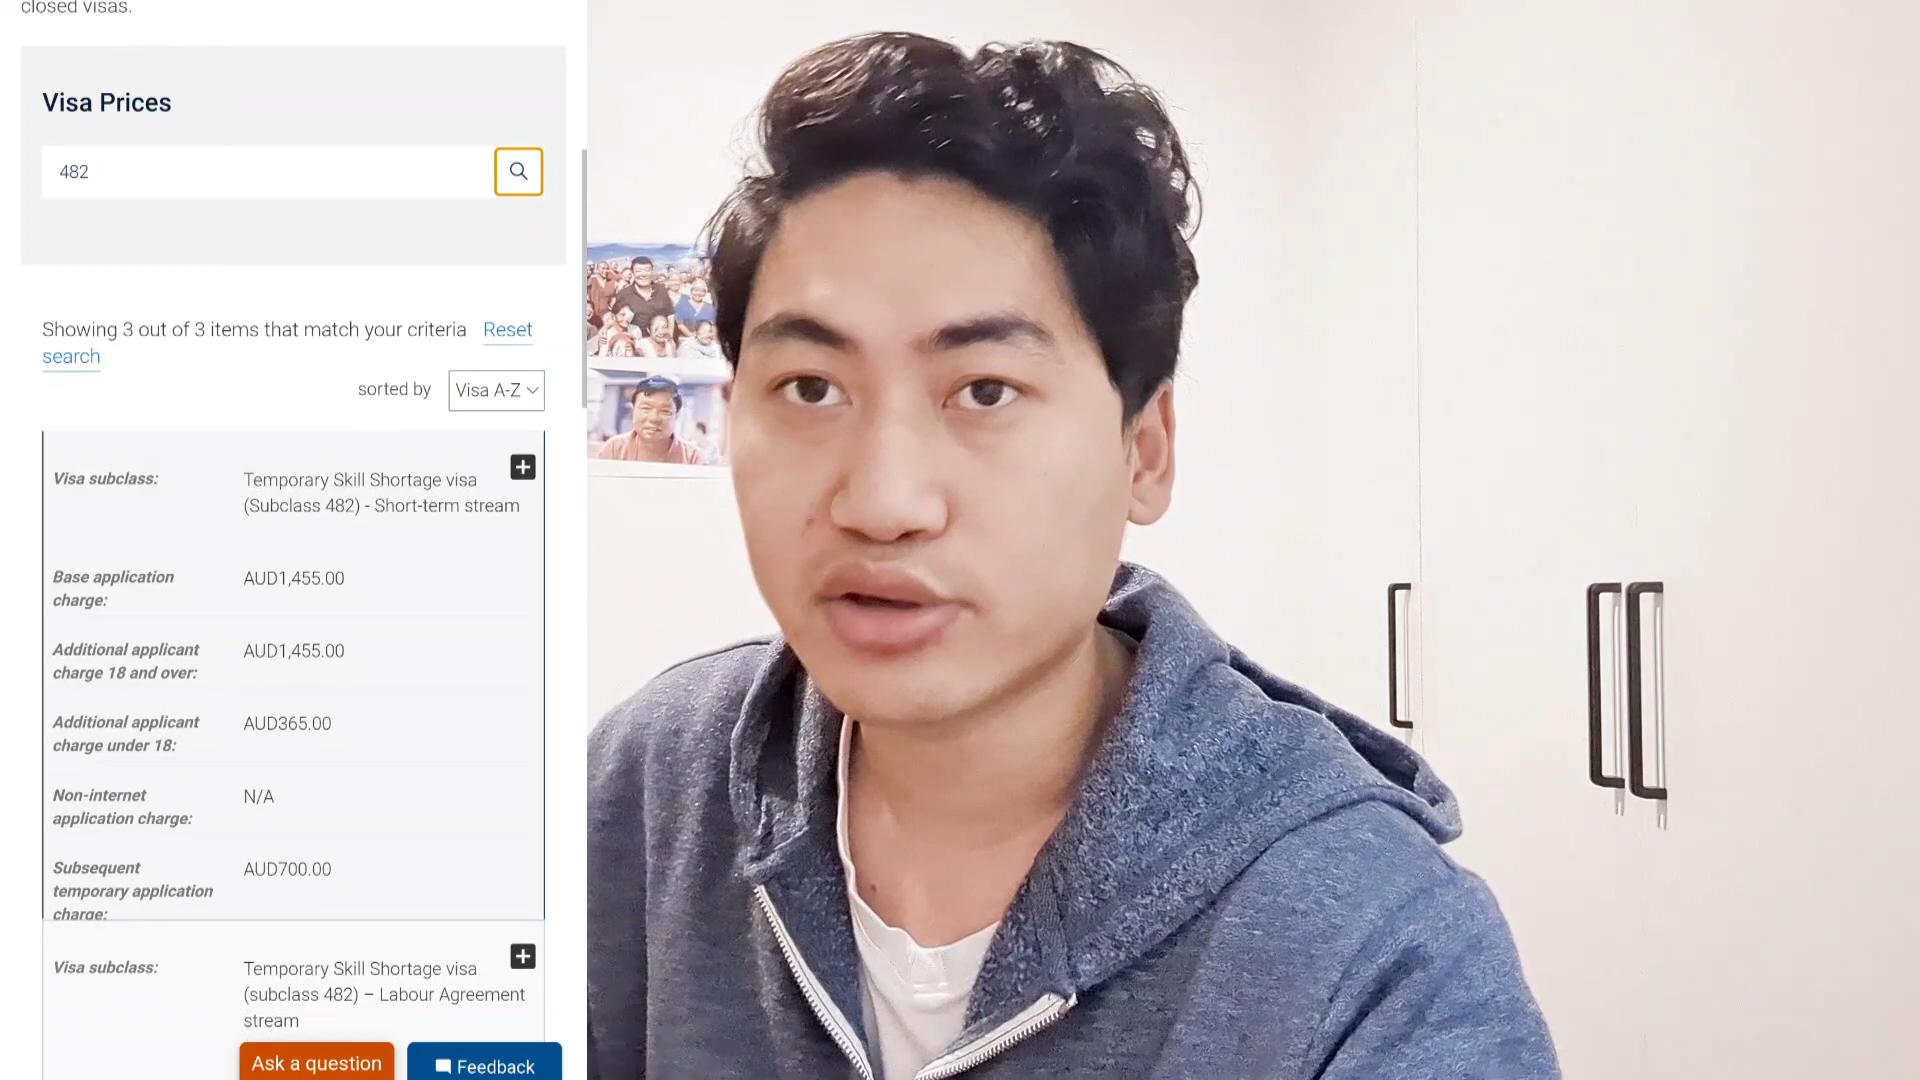 closed visas.
Visa Prices
482
Showing 3 out of 3 items that match your criteria Reset
search
sorted by Visa A-Z
Visa subclass: Temporary Skill Shortage visa
(Subclass 482) - Short-term stream
Base application AUD1,455.00
charge:
Additional applicant AUD1,455.00
charge 18 and over:
Additional applicant AUD365.00
charge under 18:
Non-internet N/A
application charge:
Subsequent AUD700.00
temporary application
charge:
Visa subclass: Temporary Skill Shortage visa
(subclass 482) – Labour Agreement
stream
Ask a question
Feedback